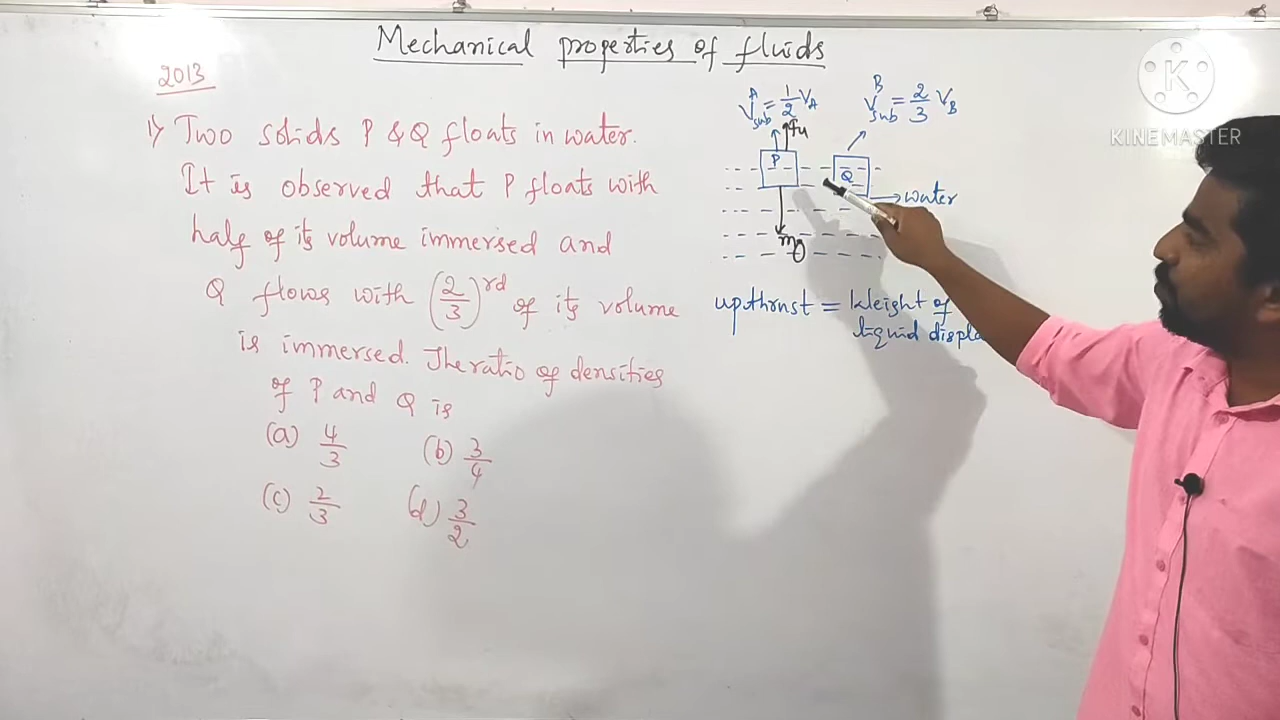 Mechanical properties of fluids
2013
1) Two solids P & Q floats in water.
It is observed that P floats with
half of its volume immersed and
Q flows with (2/3)rd of its volume
is immersed. The ratio of densities
of P and Q is
(a) 4/3 (b) 3/4
(c) 2/3 (d) 3/2
V_sub^A = 1/2 V_A
V_sub^B = 2/3 V_B
Fu
P
Q
→ water
mg
upthrust = Weight of
liquid displa
K
KINEMASTER